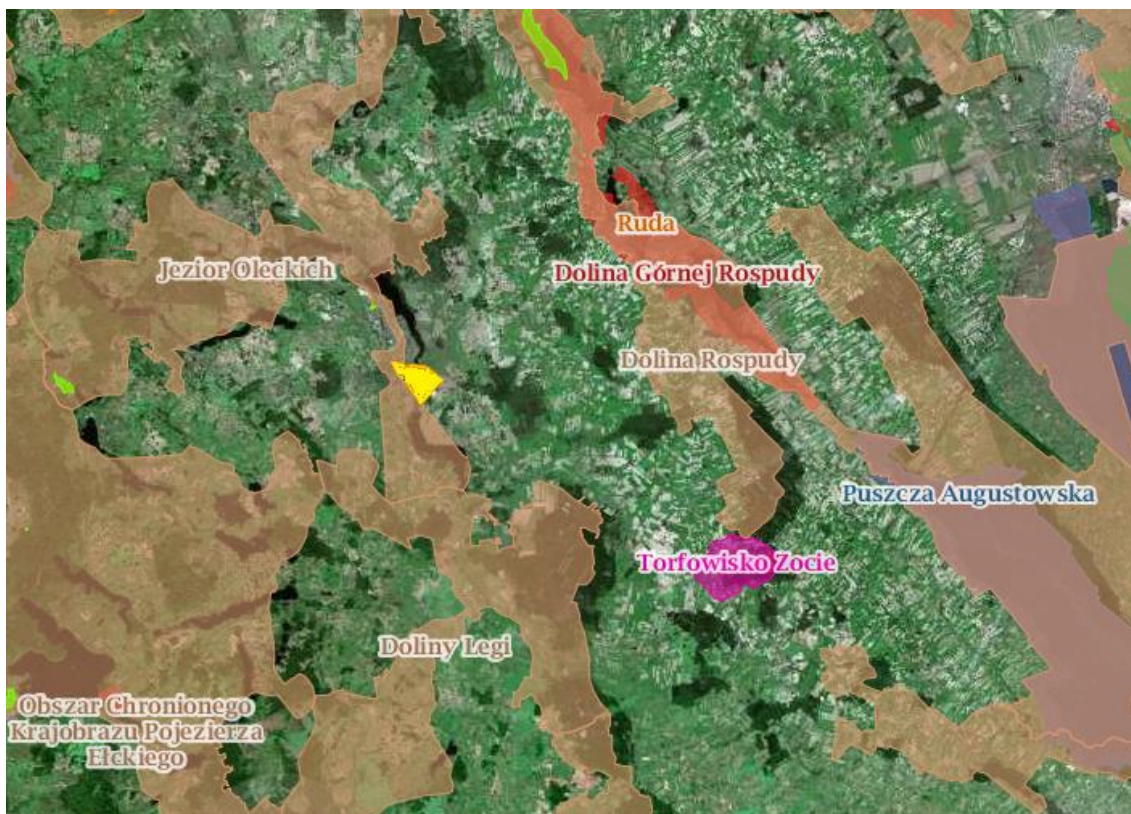 Ruda
Jezior Oleckich
Dolina Górnej Rospudy
Dolina Rospudy
Puszcza Augustowska
Torfowisko Zocie
Doliny Legi
Obszar Chronionego
Krajobrazu Pojezierza
Ełckiego